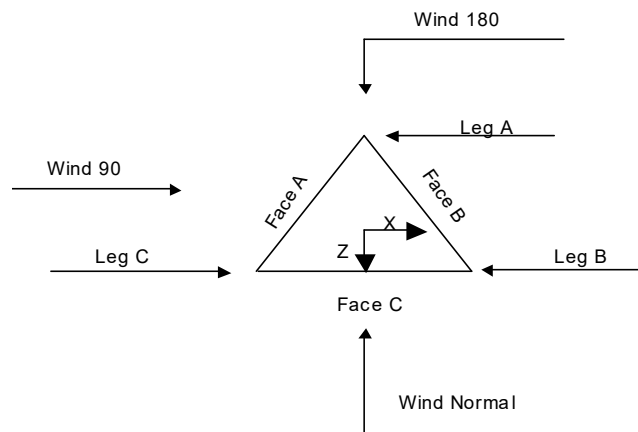 Wind 180
Leg A
Wind 90
Face A
Face B
X
Z
Leg C
Leg B
Face C
Wind Normal